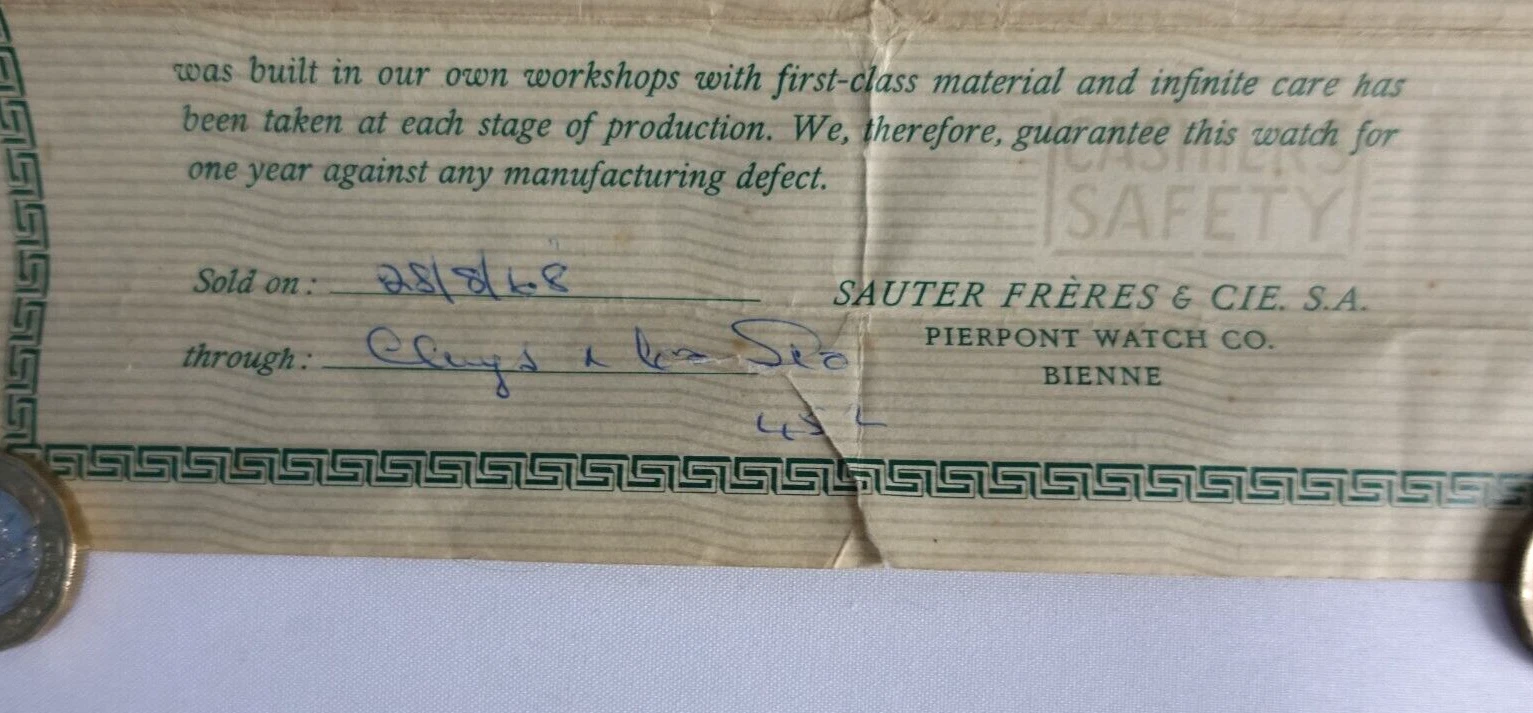 was built in our own workshops with first-class material and infinite care has
been taken at each stage of production. We, therefore, guarantee this watch for
one year against any manufacturing defect.
CASHIERS
SAFETY
Sold on: 28/8/68
SAUTER FRÈRES & CIE. S.A.
PIERPONT WATCH CO.
BIENNE
through: